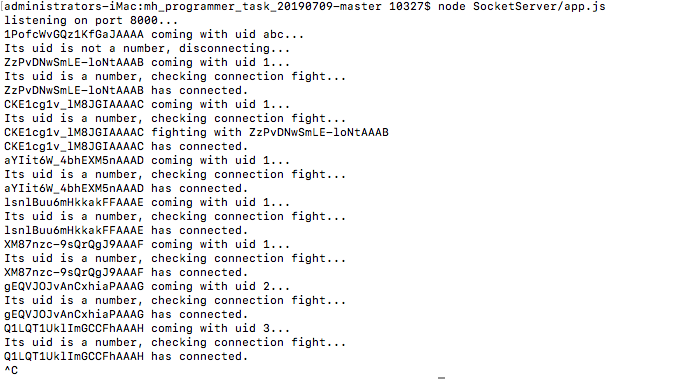 [administrators-iMac:mh_programmer_task_20190709-master 10327$ node SocketServer/app.js
listening on port 8000...
1PofcWvGQz1KfGaJAAAA coming with uid abc...
Its uid is not a number, disconnecting...
ZzPvDNwSmLE-loNtAAAB coming with uid 1...
Its uid is a number, checking connection fight...
ZzPvDNwSmLE-loNtAAAB has connected.
CKE1cg1v_lM8JGIAAAAC coming with uid 1...
Its uid is a number, checking connection fight...
CKE1cg1v_lM8JGIAAAAC fighting with ZzPvDNwSmLE-loNtAAAB
CKE1cg1v_lM8JGIAAAAC has connected.
aYIit6W_4bhEXM5nAAAD coming with uid 1...
Its uid is a number, checking connection fight...
aYIit6W_4bhEXM5nAAAD has connected.
lsnlBuu6mHkkakFFAAAE coming with uid 1...
Its uid is a number, checking connection fight...
lsnlBuu6mHkkakFFAAAE has connected.
XM87nzc-9sQrQgJ9AAAF coming with uid 1...
Its uid is a number, checking connection fight...
XM87nzc-9sQrQgJ9AAAF has connected.
gEQVJOJvAnCxhiaPAAAG coming with uid 2...
Its uid is a number, checking connection fight...
gEQVJOJvAnCxhiaPAAAG has connected.
Q1LQT1UklImGCCFhAAAH coming with uid 3...
Its uid is a number, checking connection fight...
Q1LQT1UklImGCCFhAAAH has connected.
^C